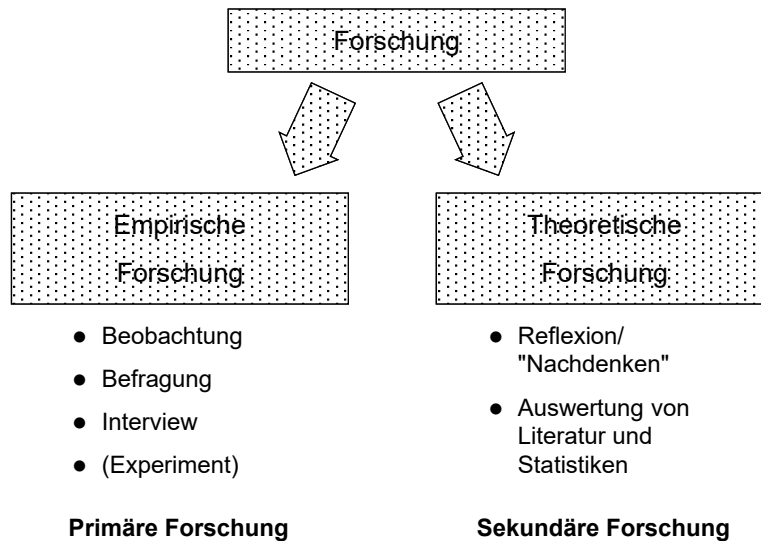 Forschung
Empirische
Forschung
Theoretische
Forschung
● Beobachtung
● Befragung
● Interview
● (Experiment)
● Reflexion/
"Nachdenken"
● Auswertung von
Literatur und
Statistiken
Primäre Forschung
Sekundäre Forschung